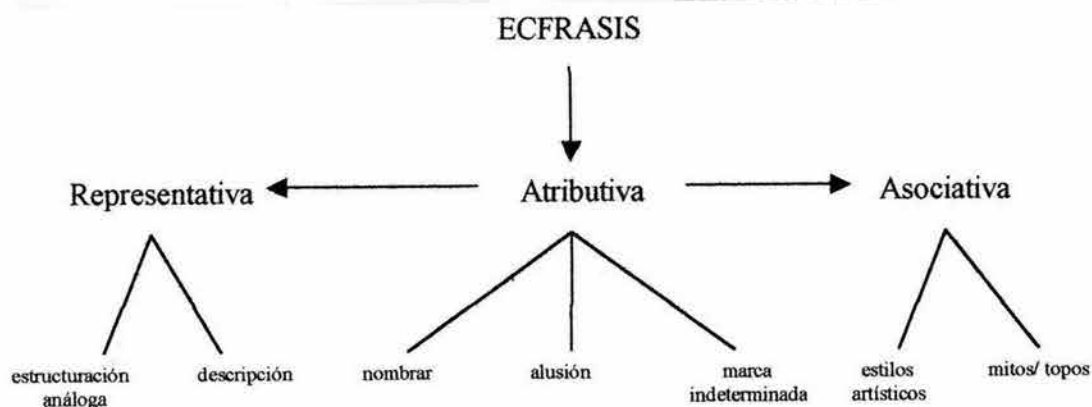 ECFRASIS
Representativa
Atributiva
Asociativa
estructuración
análoga
descripción
nombrar
alusión
marca
indeterminada
estilos
artísticos
mitos/ topos